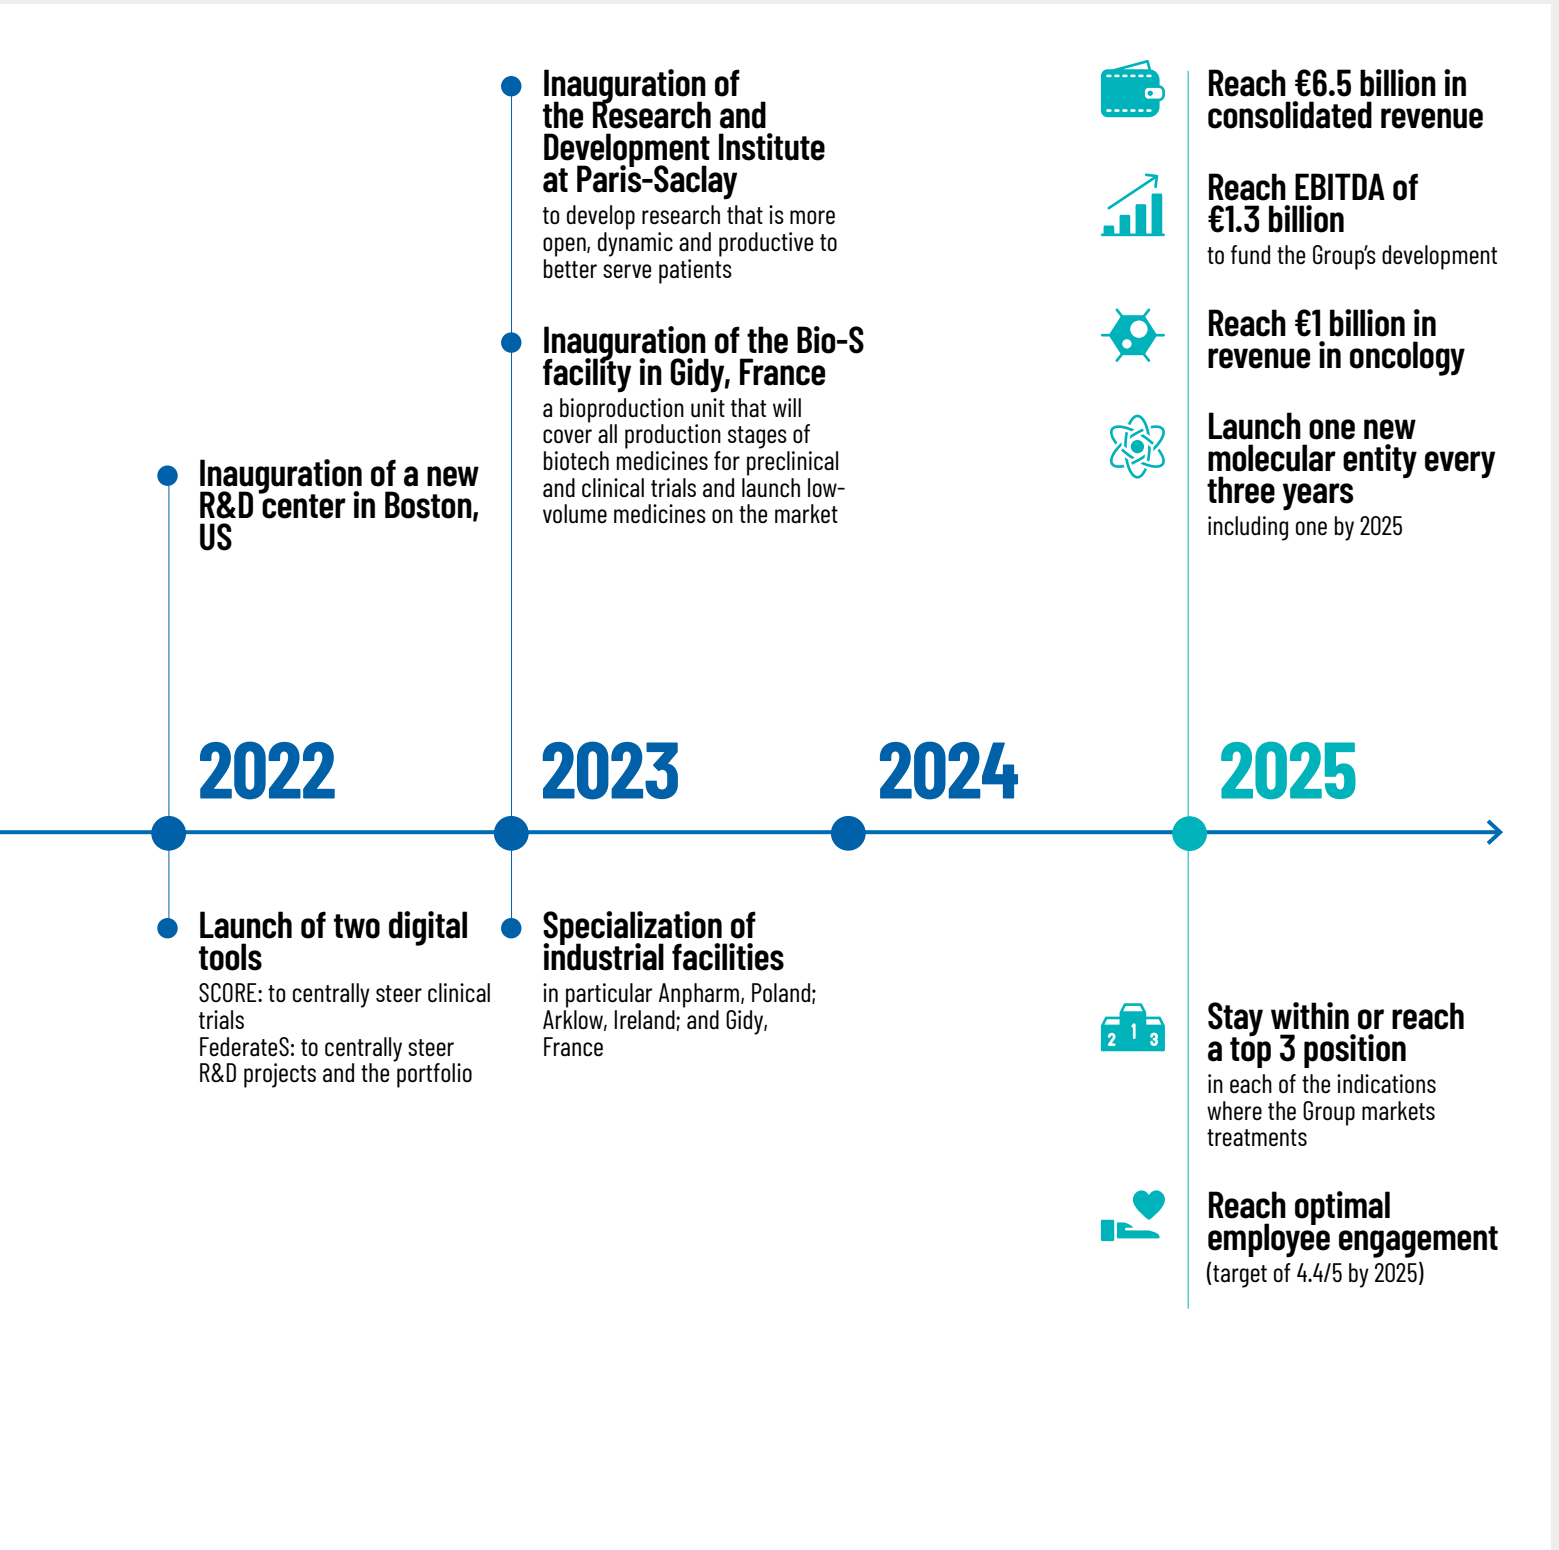 Inauguration of a new
R&D center in Boston,
US
2022
Launch of two digital
tools
SCORE: to centrally steer clinical
trials
FederateS: to centrally steer
R&D projects and the portfolio
Inauguration of
the Research and
Development Institute
at Paris-Saclay
to develop research that is more
open, dynamic and productive to
better serve patients
Inauguration of the Bio-S
facility in Gidy, France
a bioproduction unit that will
cover all production stages of
biotech medicines for preclinical
and clinical trials and launch low-
volume medicines on the market
2023
Specialization of
industrial facilities
in particular Anpharm, Poland;
Arklow, Ireland; and Gidy,
France
2024
Reach €6.5 billion in
consolidated revenue
Reach EBITDA of
€1.3 billion
to fund the Group's development
Reach €1 billion in
revenue in oncology
Launch one new
molecular entity every
three years
including one by 2025
2025
2 1 3
Stay within or reach
a top 3 position
in each of the indications
where the Group markets
treatments
Reach optimal
employee engagement
(target of 4.4/5 by 2025)